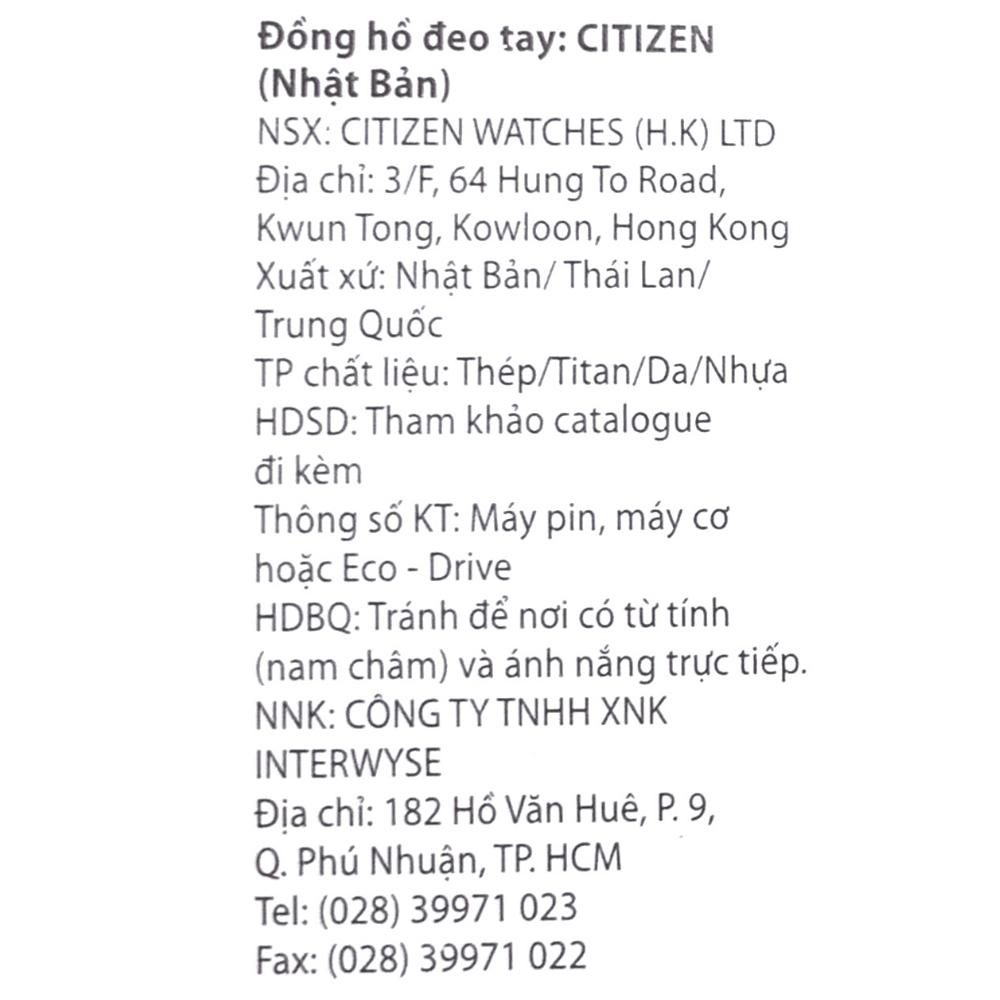 Đồng hồ đeo tay: CITIZEN
(Nhật Bản)
NSX: CITIZEN WATCHES (H.K) LTD
Địa chỉ: 3/F, 64 Hung To Road,
Kwun Tong, Kowloon, Hong Kong
Xuất xứ: Nhật Bản/ Thái Lan/
Trung Quốc
TP chất liệu: Thép/Titan/Da/Nhựa
HDSD: Tham khảo catalogue
đi kèm
Thông số KT: Máy pin, máy cơ
hoặc Eco - Drive
HDBQ: Tránh để nơi có từ tính
(nam châm) và ánh nắng trực tiếp.
NNK: CÔNG TY TNHH XNK
INTERWYSE
Địa chỉ: 182 Hồ Văn Huê, P. 9,
Q. Phú Nhuận, TP. HCM
Tel: (028) 39971 023
Fax: (028) 39971 022